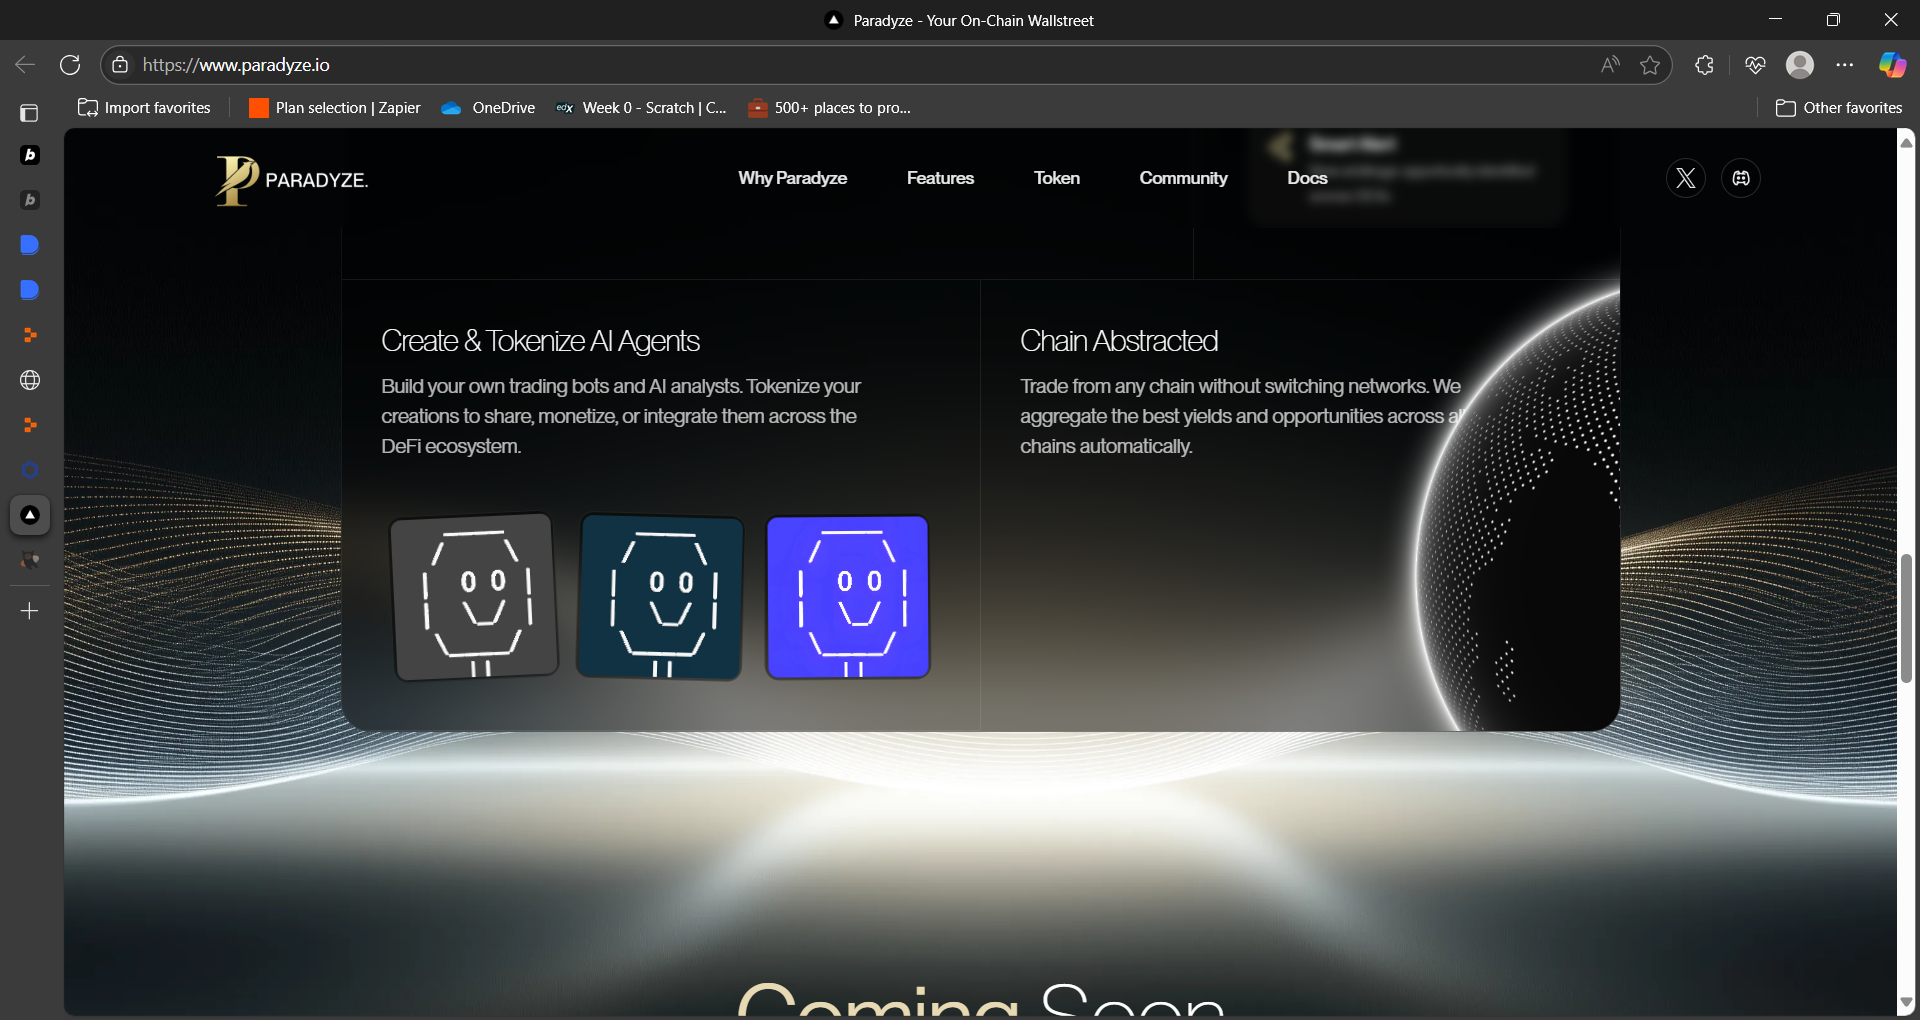 Paradyze - Your On-Chain Wallstreet
https://www.paradyze.io
Import favorites
Plan selection | Zapier
OneDrive
edX Week 0 - Scratch | C...
500+ places to pro...
Other favorites
PARADYZE.
Why Paradyze
Features
Token
Community
Docs
Smart Alert
Create & Tokenize AI Agents
Build your own trading bots and AI analysts. Tokenize your
creations to share, monetize, or integrate them across the
DeFi ecosystem.
Chain Abstracted
Trade from any chain without switching networks. We
aggregate the best yields and opportunities across all
chains automatically.
Coming Soon